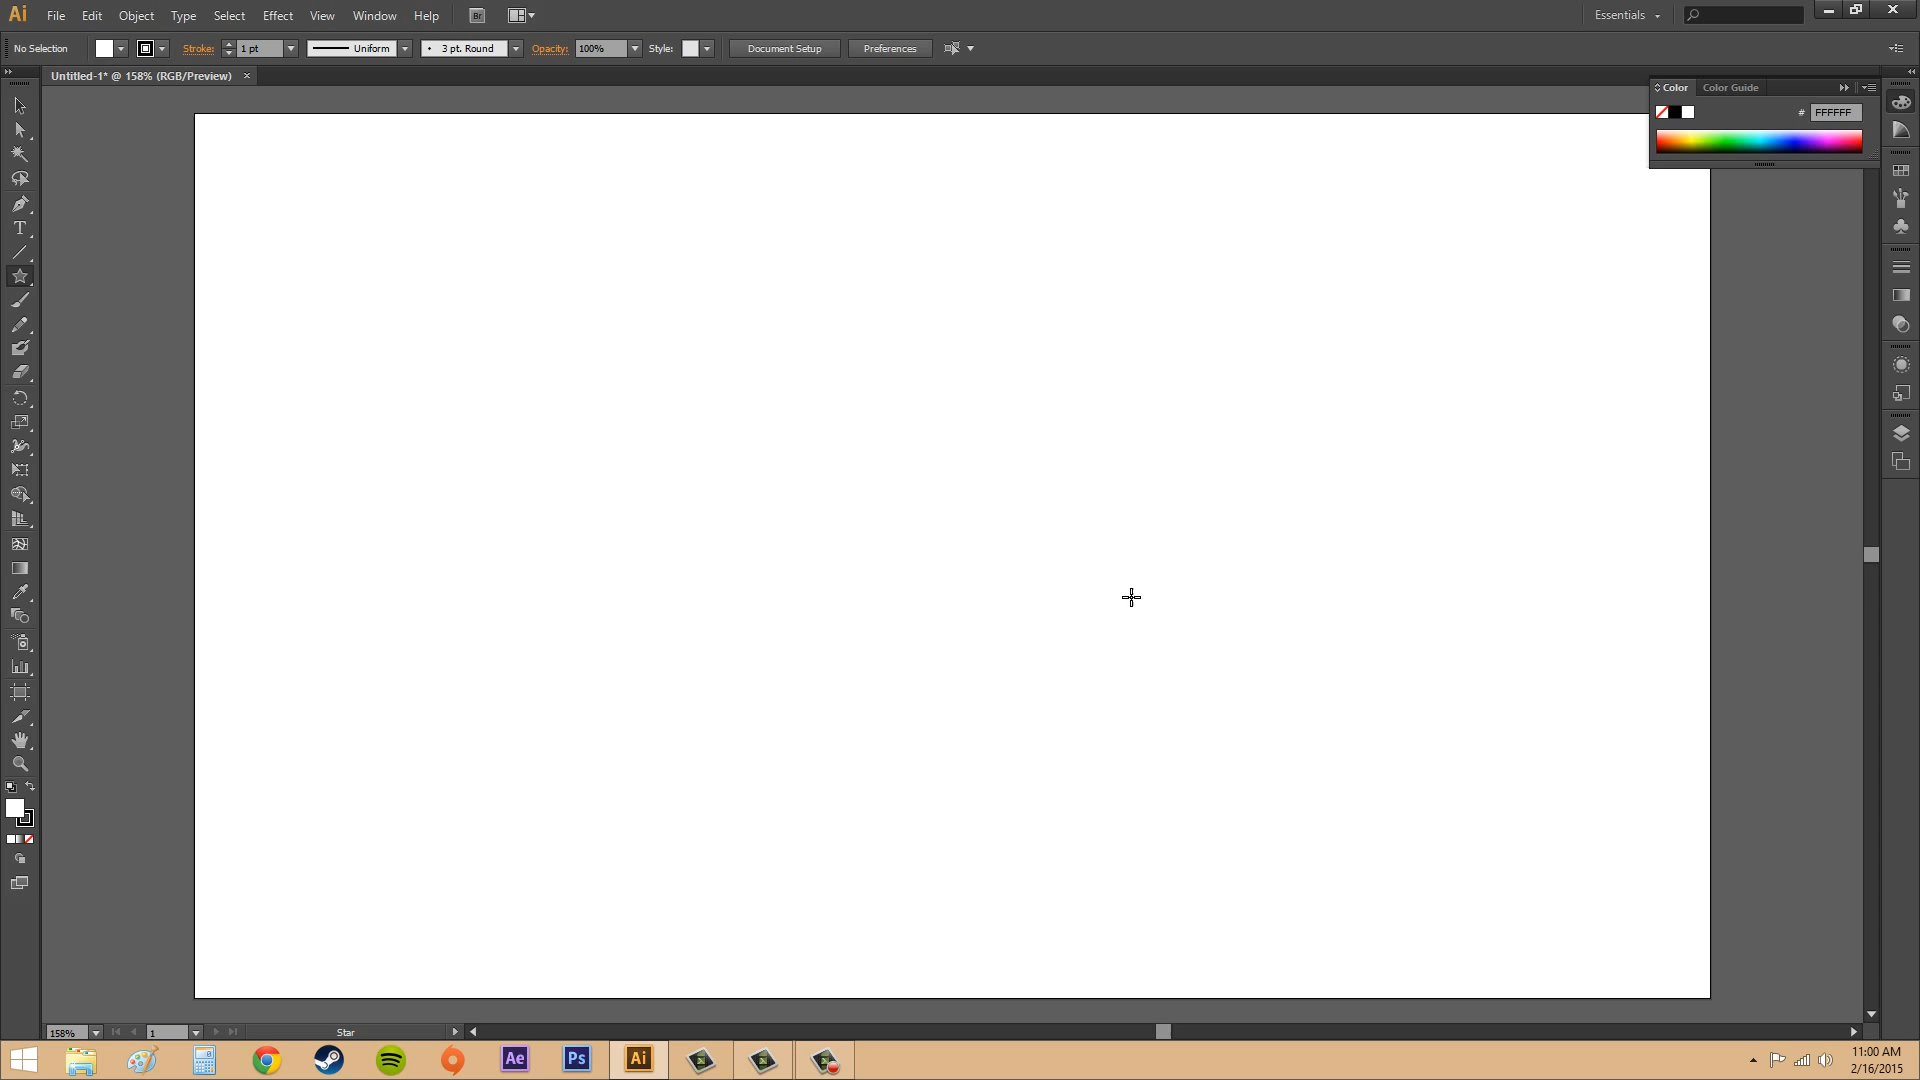 Ai File Edit Object Type Select Effect View Window Help Br Essentials
No Selection Stroke: 1 pt Uniform 3 pt. Round Opacity: 100% Style: Document Setup Preferences
Untitled-1* @ 158% (RGB/Preview) ×
Color Color Guide
# FFFFFF
T
158% 1 Star
Ae Ps Ai
11:00 AM
2/16/2015